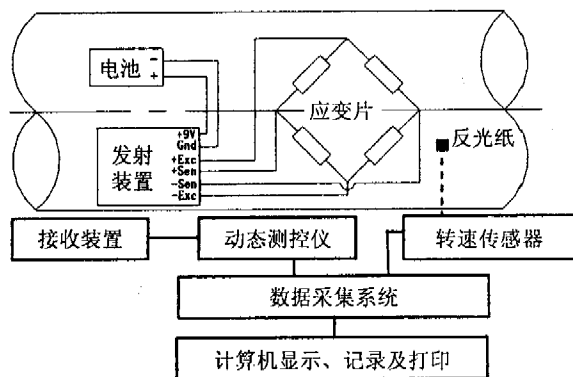 电池
−
+
应变片
发射
装置
+9V
Gnd
+Exc
+Sen
−Sen
−Exc
反光纸
接收装置
动态测控仪
转速传感器
数据采集系统
计算机显示、记录及打印